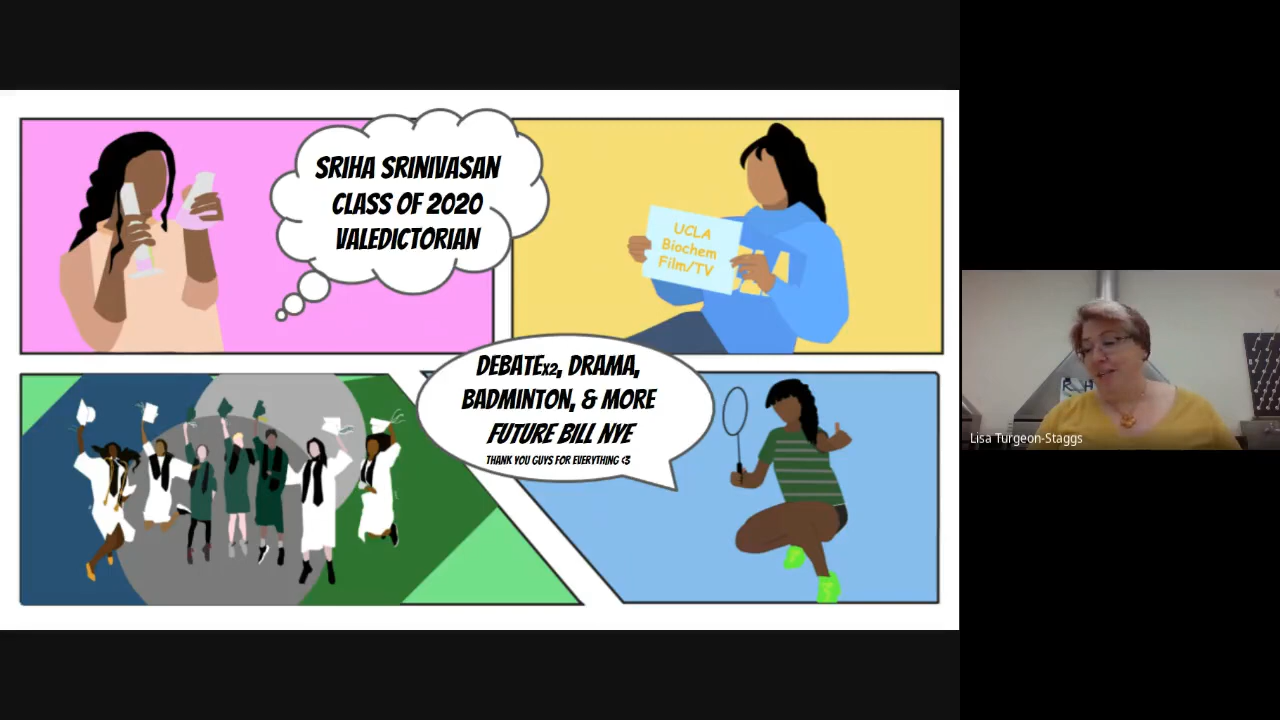 SRIHA SRINIVASAN
CLASS OF 2020
VALEDICTORIAN
UCLA
Biochem
Film/TV
DEBATEX2, DRAMA,
BADMINTON, & MORE
FUTURE BILL NYE
THANK YOU GUYS FOR EVERYTHING <3
Lisa Turgeon-Staggs